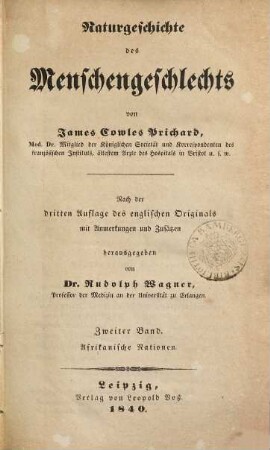 Naturgeschichte
des
Menschengeschlechts
von
James Cowles Prichard,
Med. Dr. Mitglied der Königlichen Societät und Korrespondenten des
französischen Instituts, ältestem Arzte des Hospitals in Bristol u. s. w.
Nach der
dritten Auflage des englischen Originals
mit Anmerkungen und Zusätzen
herausgegeben
von
Dr. Rudolph Wagner,
Professor der Medizin an der Universität zu Erlangen.
Zweiter Band.
Afrikanische Nationen.
Leipzig,
Verlag von Leopold Voß.
1840.